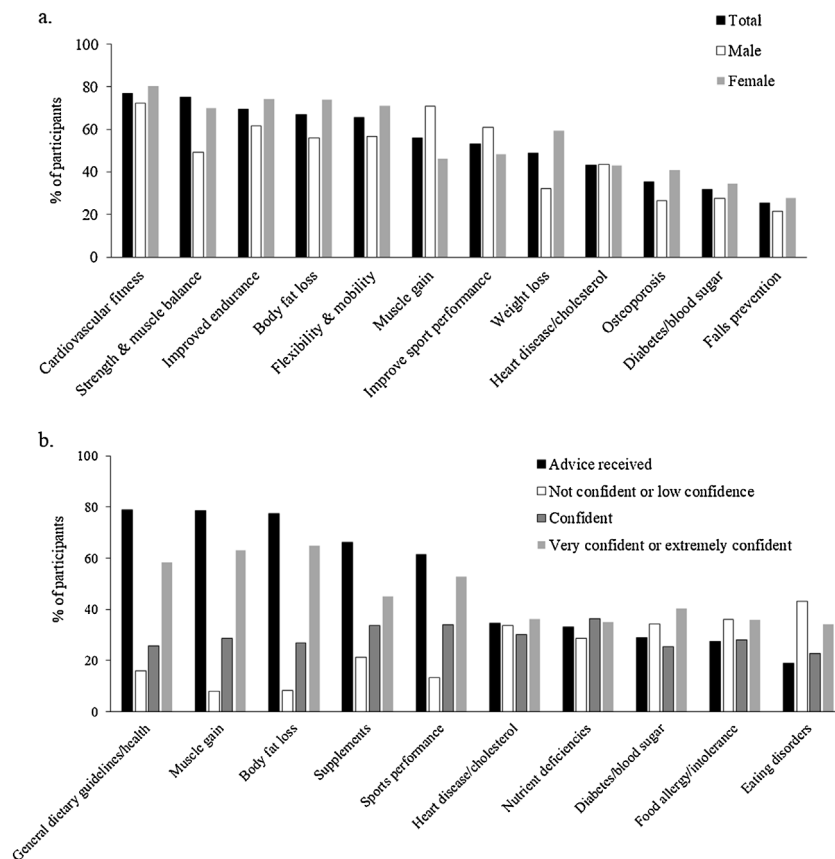 a.
Total
Male
Female
% of participants
100
80
60
40
20
0
Cardiovascular fitness
Strength & muscle balance
Improved endurance
Body fat loss
Flexibility & mobility
Muscle gain
Improve sport performance
Weight loss
Heart disease/cholesterol
Osteoporosis
Diabetes/blood sugar
Falls prevention
b.
Advice received
Not confident or low confidence
Confident
Very confident or extremely confident
% of participants
100
80
60
40
20
0
General dietary guidelines/health
Muscle gain
Body fat loss
Supplements
Sports performance
Heart disease/cholesterol
Nutrient deficiencies
Diabetes/blood sugar
Food allergy/intolerance
Eating disorders